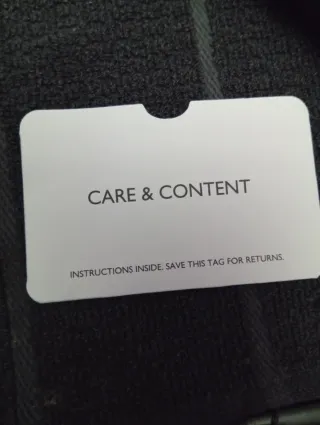 CARE & CONTENT
INSTRUCTIONS INSIDE, SAVE THIS TAG FOR RETURNS.